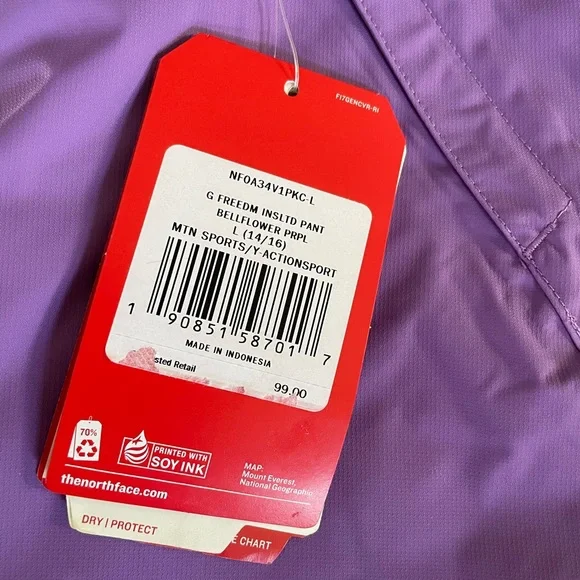 F17GENCVR-RI
NF0A34V1PKC-L
G FREEDM INSLTD PANT
BELLFLOWER PRPL
L (14/16)
MTN SPORTS/Y-ACTIONSPORT
1 90851 58701 7
MADE IN INDONESIA
sted Retail
99.00
70%
PRINTED WITH
SOY INK
MAP:
Mount Everest,
National Geographic
thenorthface.com
DRY | PROTECT
E CHART